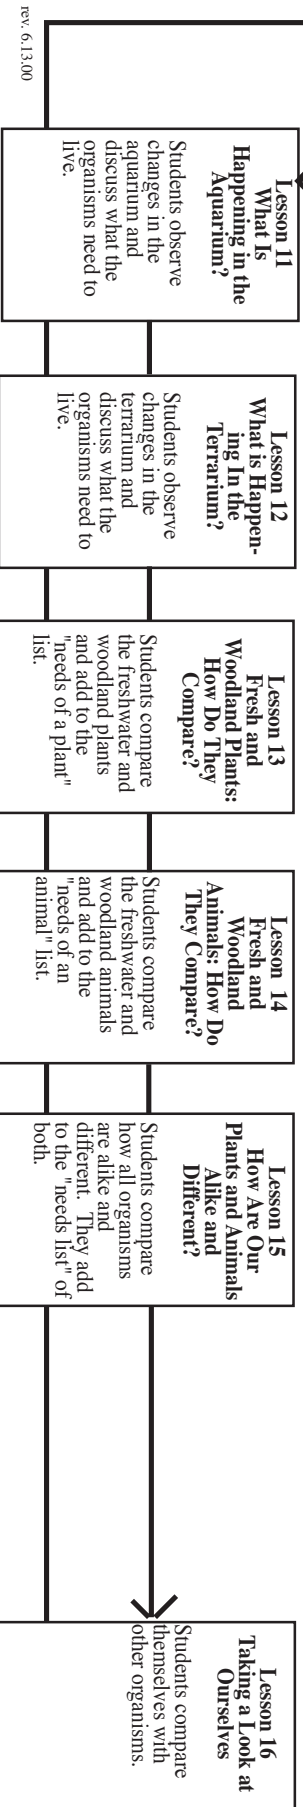 Lesson 11
What Is
Happening in the
Aquarium?
Students observe
changes in the
aquarium and
discuss what the
organisms need to
live.
Lesson 12
What is Happen-
ing In the
Terrarium?
Students observe
changes in the
terrarium and
discuss what the
organisms need to
live.
Lesson 13
Fresh and
Woodland Plants:
How Do They
Compare?
Students compare
the freshwater and
woodland plants
and add to the
"needs of a plant"
list.
Lesson 14
Fresh and
Woodland
Animals: How Do
They Compare?
Students compare
the freshwater and
woodland animals
and add to the
"needs of an
animal" list.
Lesson 15
How Are Our
Plants and Animals
Alike and
Different?
Students compare
how all organisms
are alike and
different. They add
to the "needs list" of
both.
Lesson 16
Taking a Look at
Ourselves
Students compare
themselves with
other organisms.
rev. 6.13.00